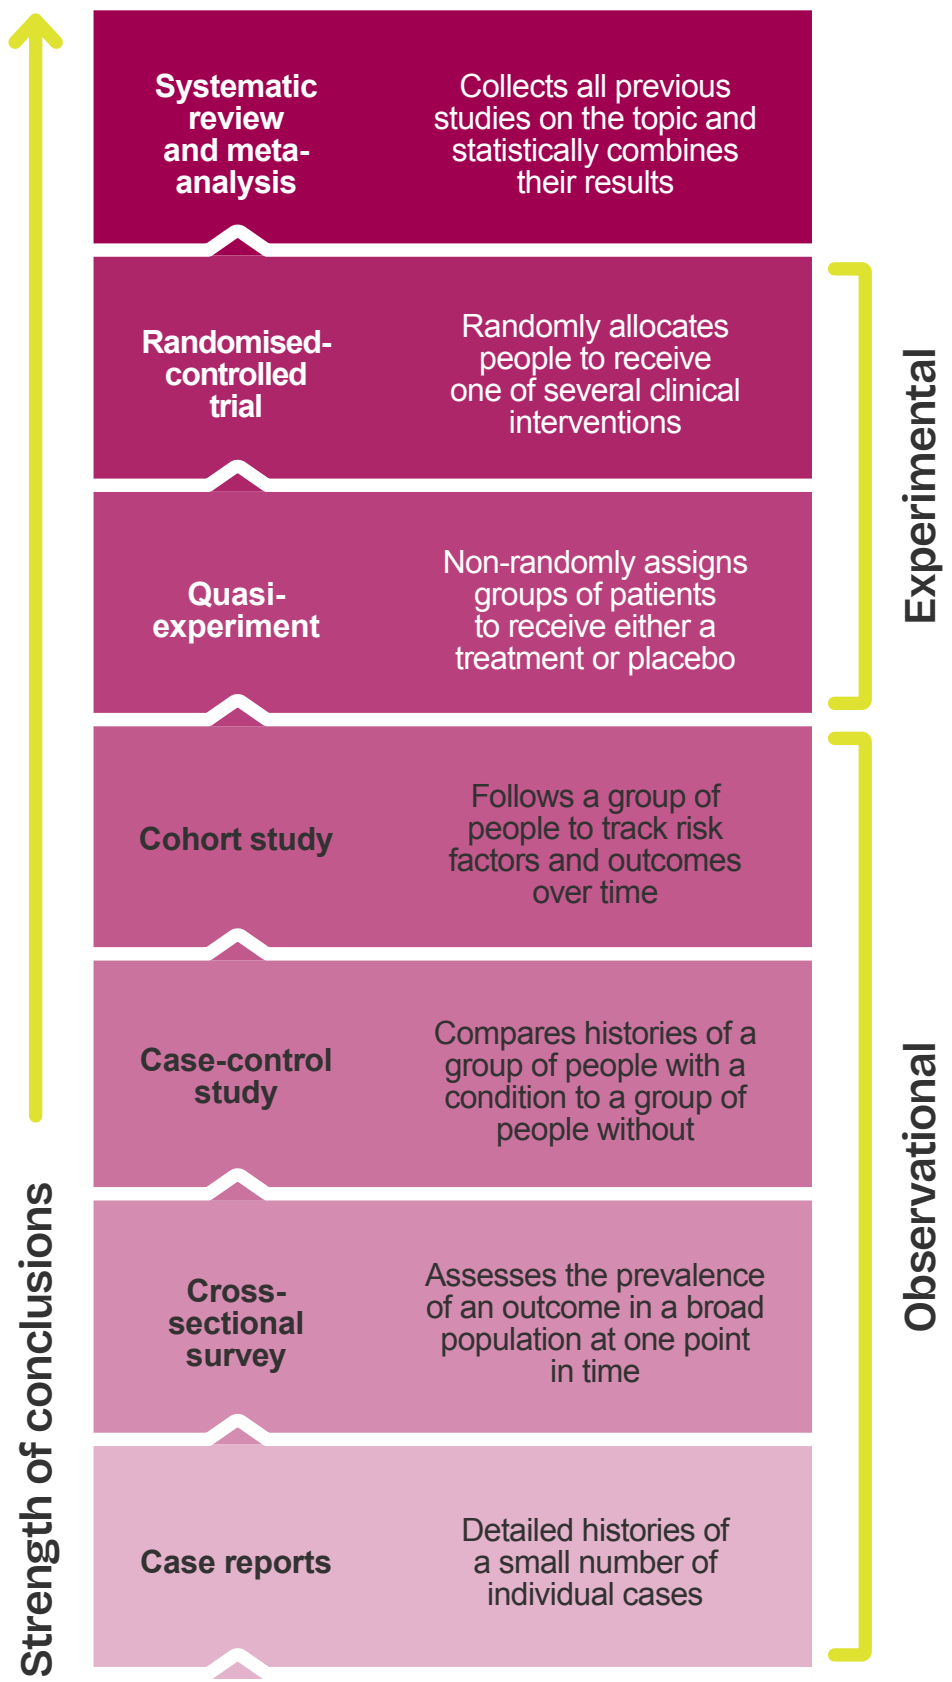 Systematic
review
and meta-
analysis
Collects all previous
studies on the topic and
statistically combines
their results
Randomised-
controlled
trial
Randomly allocates
people to receive
one of several clinical
interventions
Quasi-
experiment
Non-randomly assigns
groups of patients
to receive either a
treatment or placebo
Experimental
Cohort study
Follows a group of
people to track risk
factors and outcomes
over time
Case-control
study
Compares histories of a
group of people with a
condition to a group of
people without
Cross-
sectional
survey
Assesses the prevalence
of an outcome in a broad
population at one point
in time
Case reports
Detailed histories of
a small number of
individual cases
Observational
Strength of conclusions